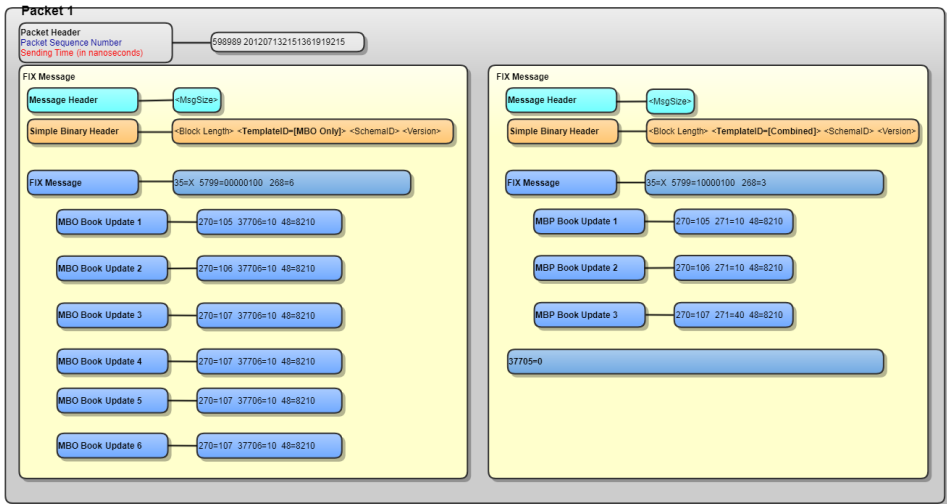 Packet 1
Packet Header
Packet Sequence Number
Sending Time (in nanoseconds)
598989 201207132151361919215
FIX Message
Message Header
<MsgSize>
Simple Binary Header
<Block Length> <TemplateID=[MBO Only]> <SchemaID> <Version>
FIX Message
35=X 5799=00000100 268=6
MBO Book Update 1
270=105 37706=10 48=8210
MBO Book Update 2
270=106 37706=10 48=8210
MBO Book Update 3
270=107 37706=10 48=8210
MBO Book Update 4
270=107 37706=10 48=8210
MBO Book Update 5
270=107 37706=10 48=8210
MBO Book Update 6
270=107 37706=10 48=8210
FIX Message
Message Header
<MsgSize>
Simple Binary Header
<Block Length> <TemplateID=[Combined]> <SchemaID> <Version>
FIX Message
35=X 5799=10000100 268=3
MBP Book Update 1
270=105 271=10 48=8210
MBP Book Update 2
270=106 271=10 48=8210
MBP Book Update 3
270=107 271=40 48=8210
37705=0